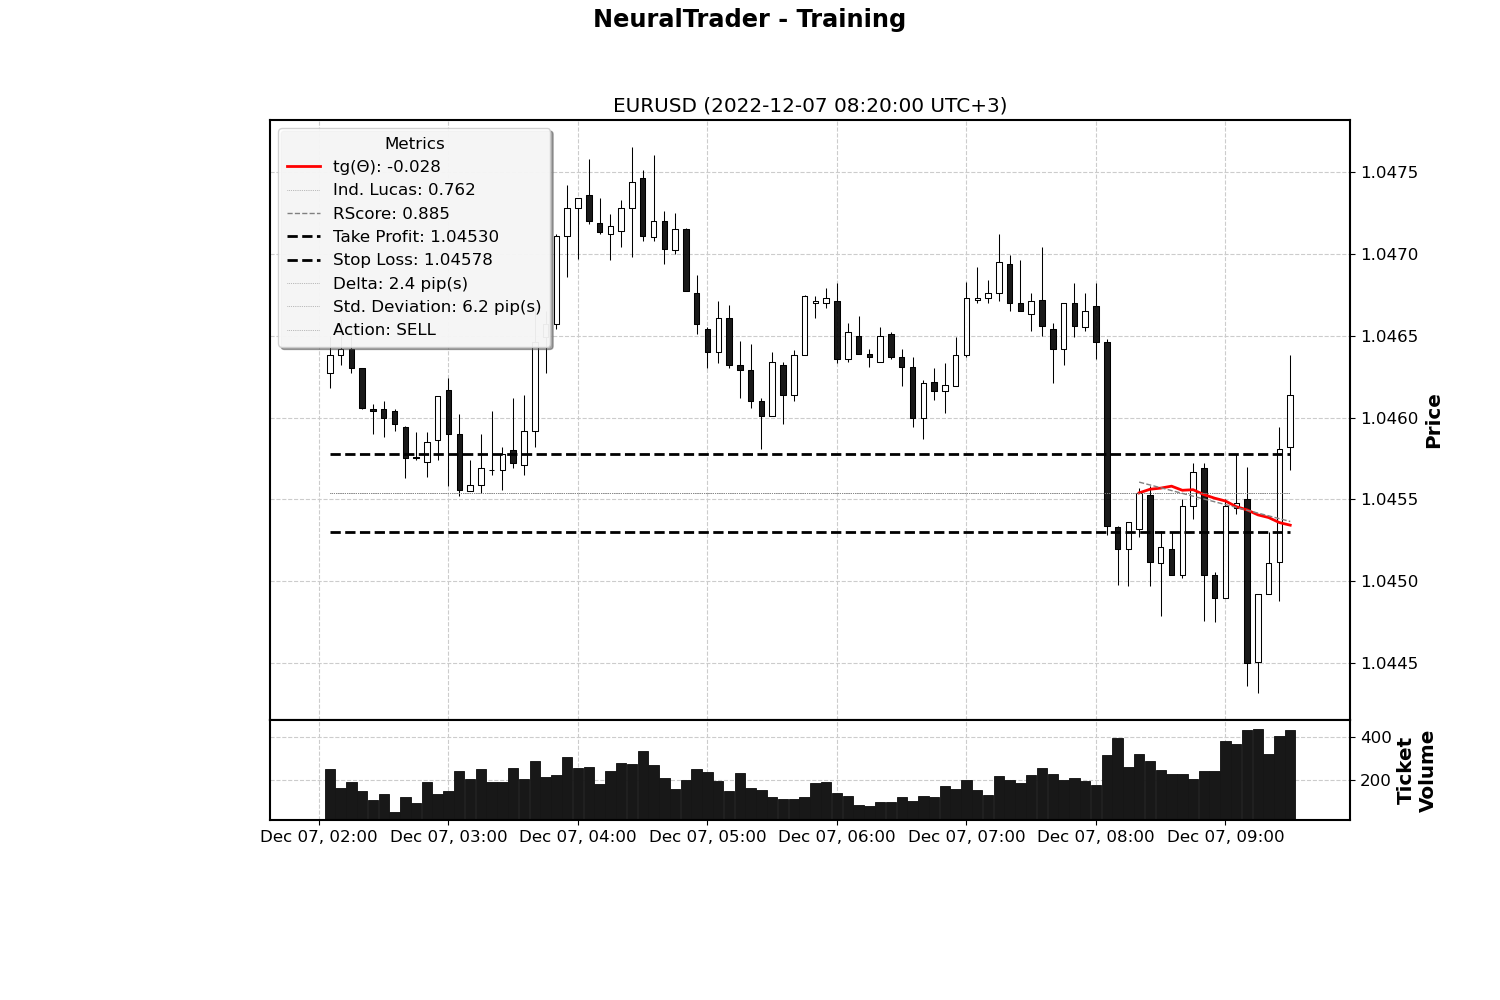 NeuralTrader - Training
EURUSD (2022-12-07 08:20:00 UTC+3)
Metrics
tg(Θ): -0.028
Ind. Lucas: 0.762
RScore: 0.885
Take Profit: 1.04530
Stop Loss: 1.04578
Delta: 2.4 pip(s)
Std. Deviation: 6.2 pip(s)
Action: SELL
1.0475
1.0470
1.0465
1.0460
1.0455
1.0450
1.0445
Price
400
200
Ticket
Volume
Dec 07, 02:00 Dec 07, 03:00 Dec 07, 04:00 Dec 07, 05:00 Dec 07, 06:00 Dec 07, 07:00 Dec 07, 08:00 Dec 07, 09:00